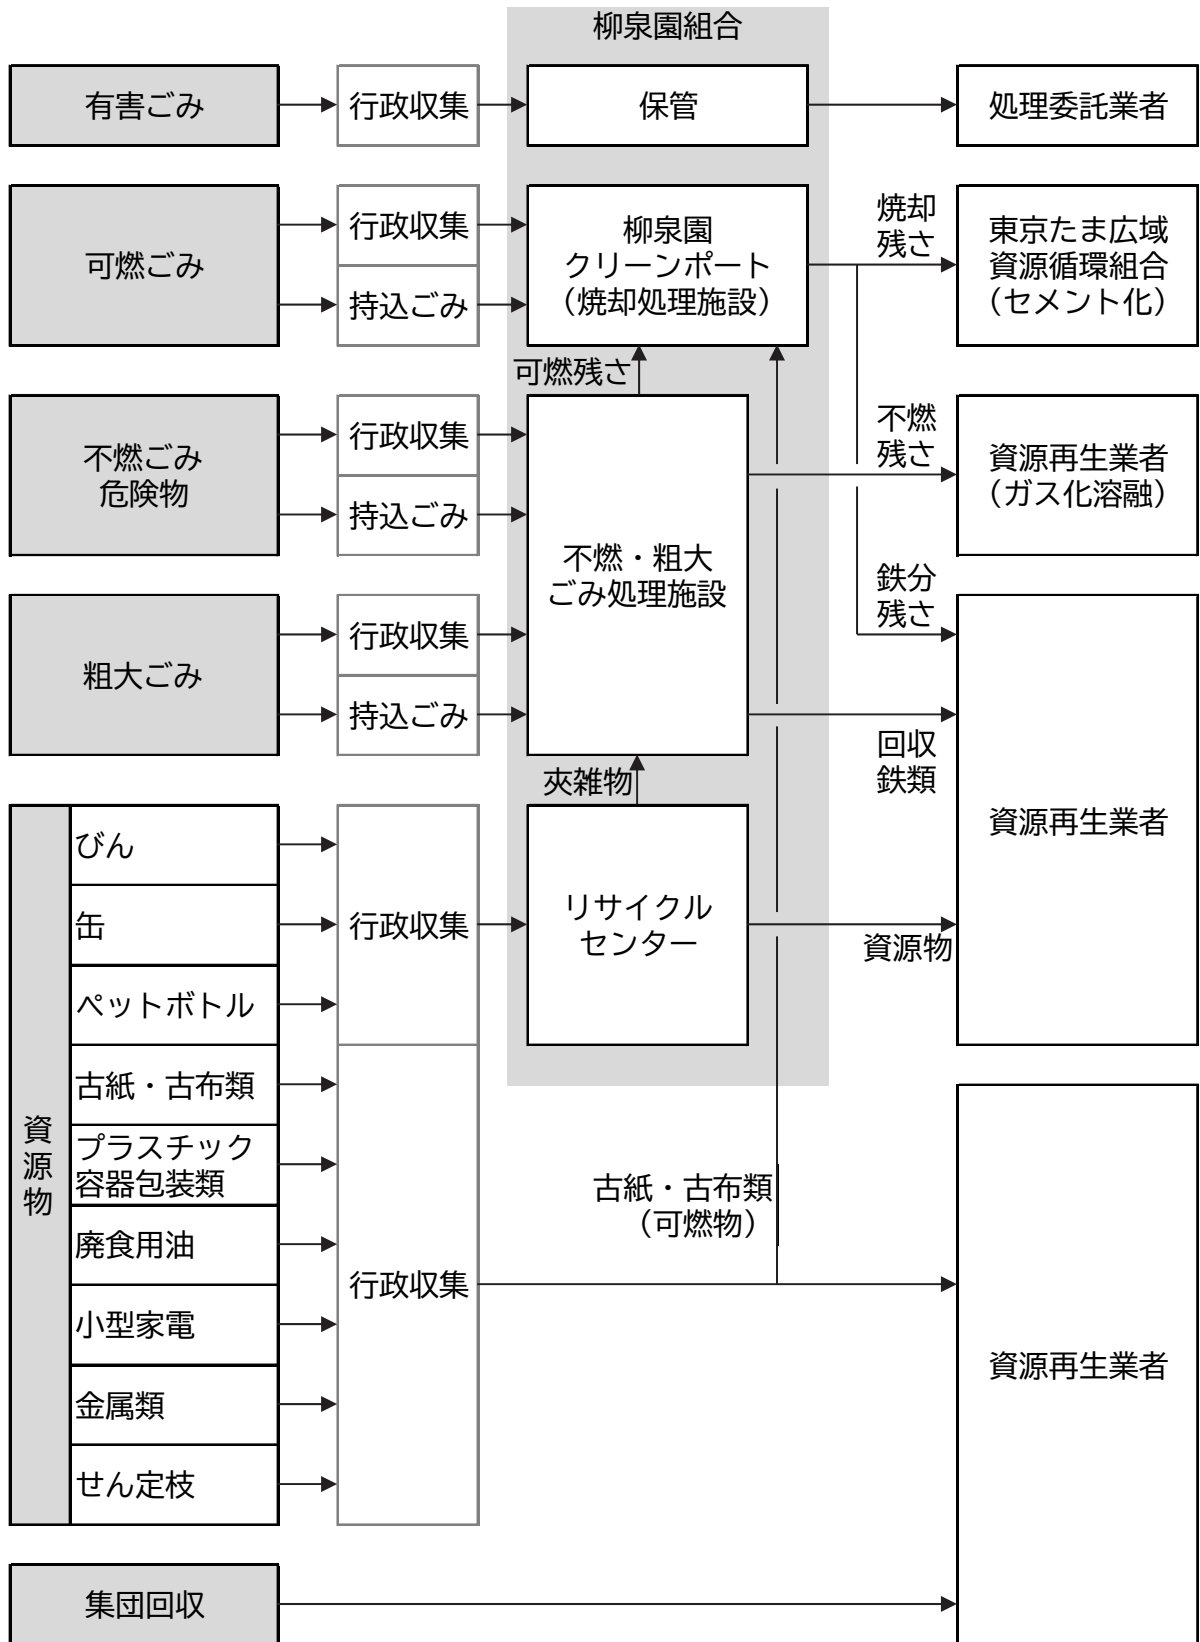 柳泉園組合
有害ごみ
行政収集
保管
処理委託業者
可燃ごみ
行政収集
持込ごみ
柳泉園
クリーンポート
（焼却処理施設）
焼却
残さ
東京たま広域
資源循環組合
（セメント化）
可燃残さ
不燃ごみ
危険物
行政収集
持込ごみ
不燃・粗大
ごみ処理施設
不燃
残さ
資源再生業者
（ガス化溶融）
粗大ごみ
行政収集
持込ごみ
鉄分
残さ
回収
鉄類
資源再生業者
夾雑物
資源物
びん
缶
ペットボトル
行政収集
リサイクル
センター
資源物
古紙・古布類
プラスチック
容器包装類
廃食用油
小型家電
金属類
せん定枝
行政収集
古紙・古布類
（可燃物）
資源再生業者
集団回収